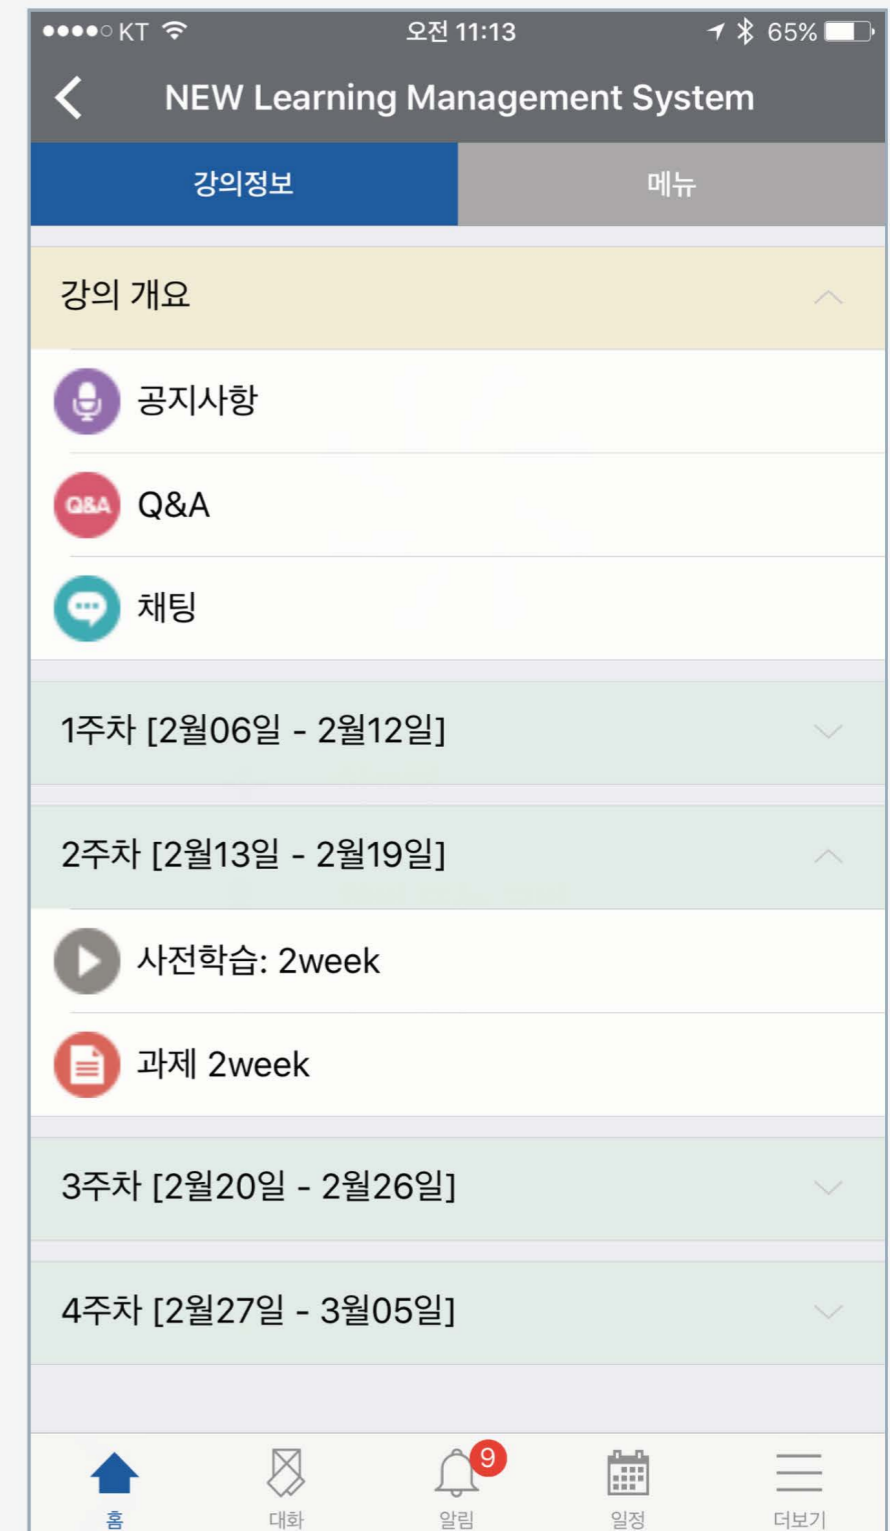 KT 오전 11:13 65%
NEW Learning Management System
강의정보 메뉴
강의 개요
공지사항
Q&A Q&A
채팅
1주차 [2월06일 - 2월12일]
2주차 [2월13일 - 2월19일]
사전학습: 2week
과제 2week
3주차 [2월20일 - 2월26일]
4주차 [2월27일 - 3월05일]
9
홈 대화 알림 일정 더보기